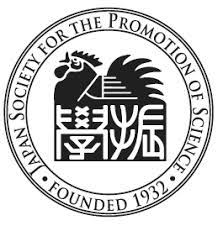 JAPAN SOCIETY FOR THE PROMOTION OF SCIENCE
• FOUNDED 1932 •
學振